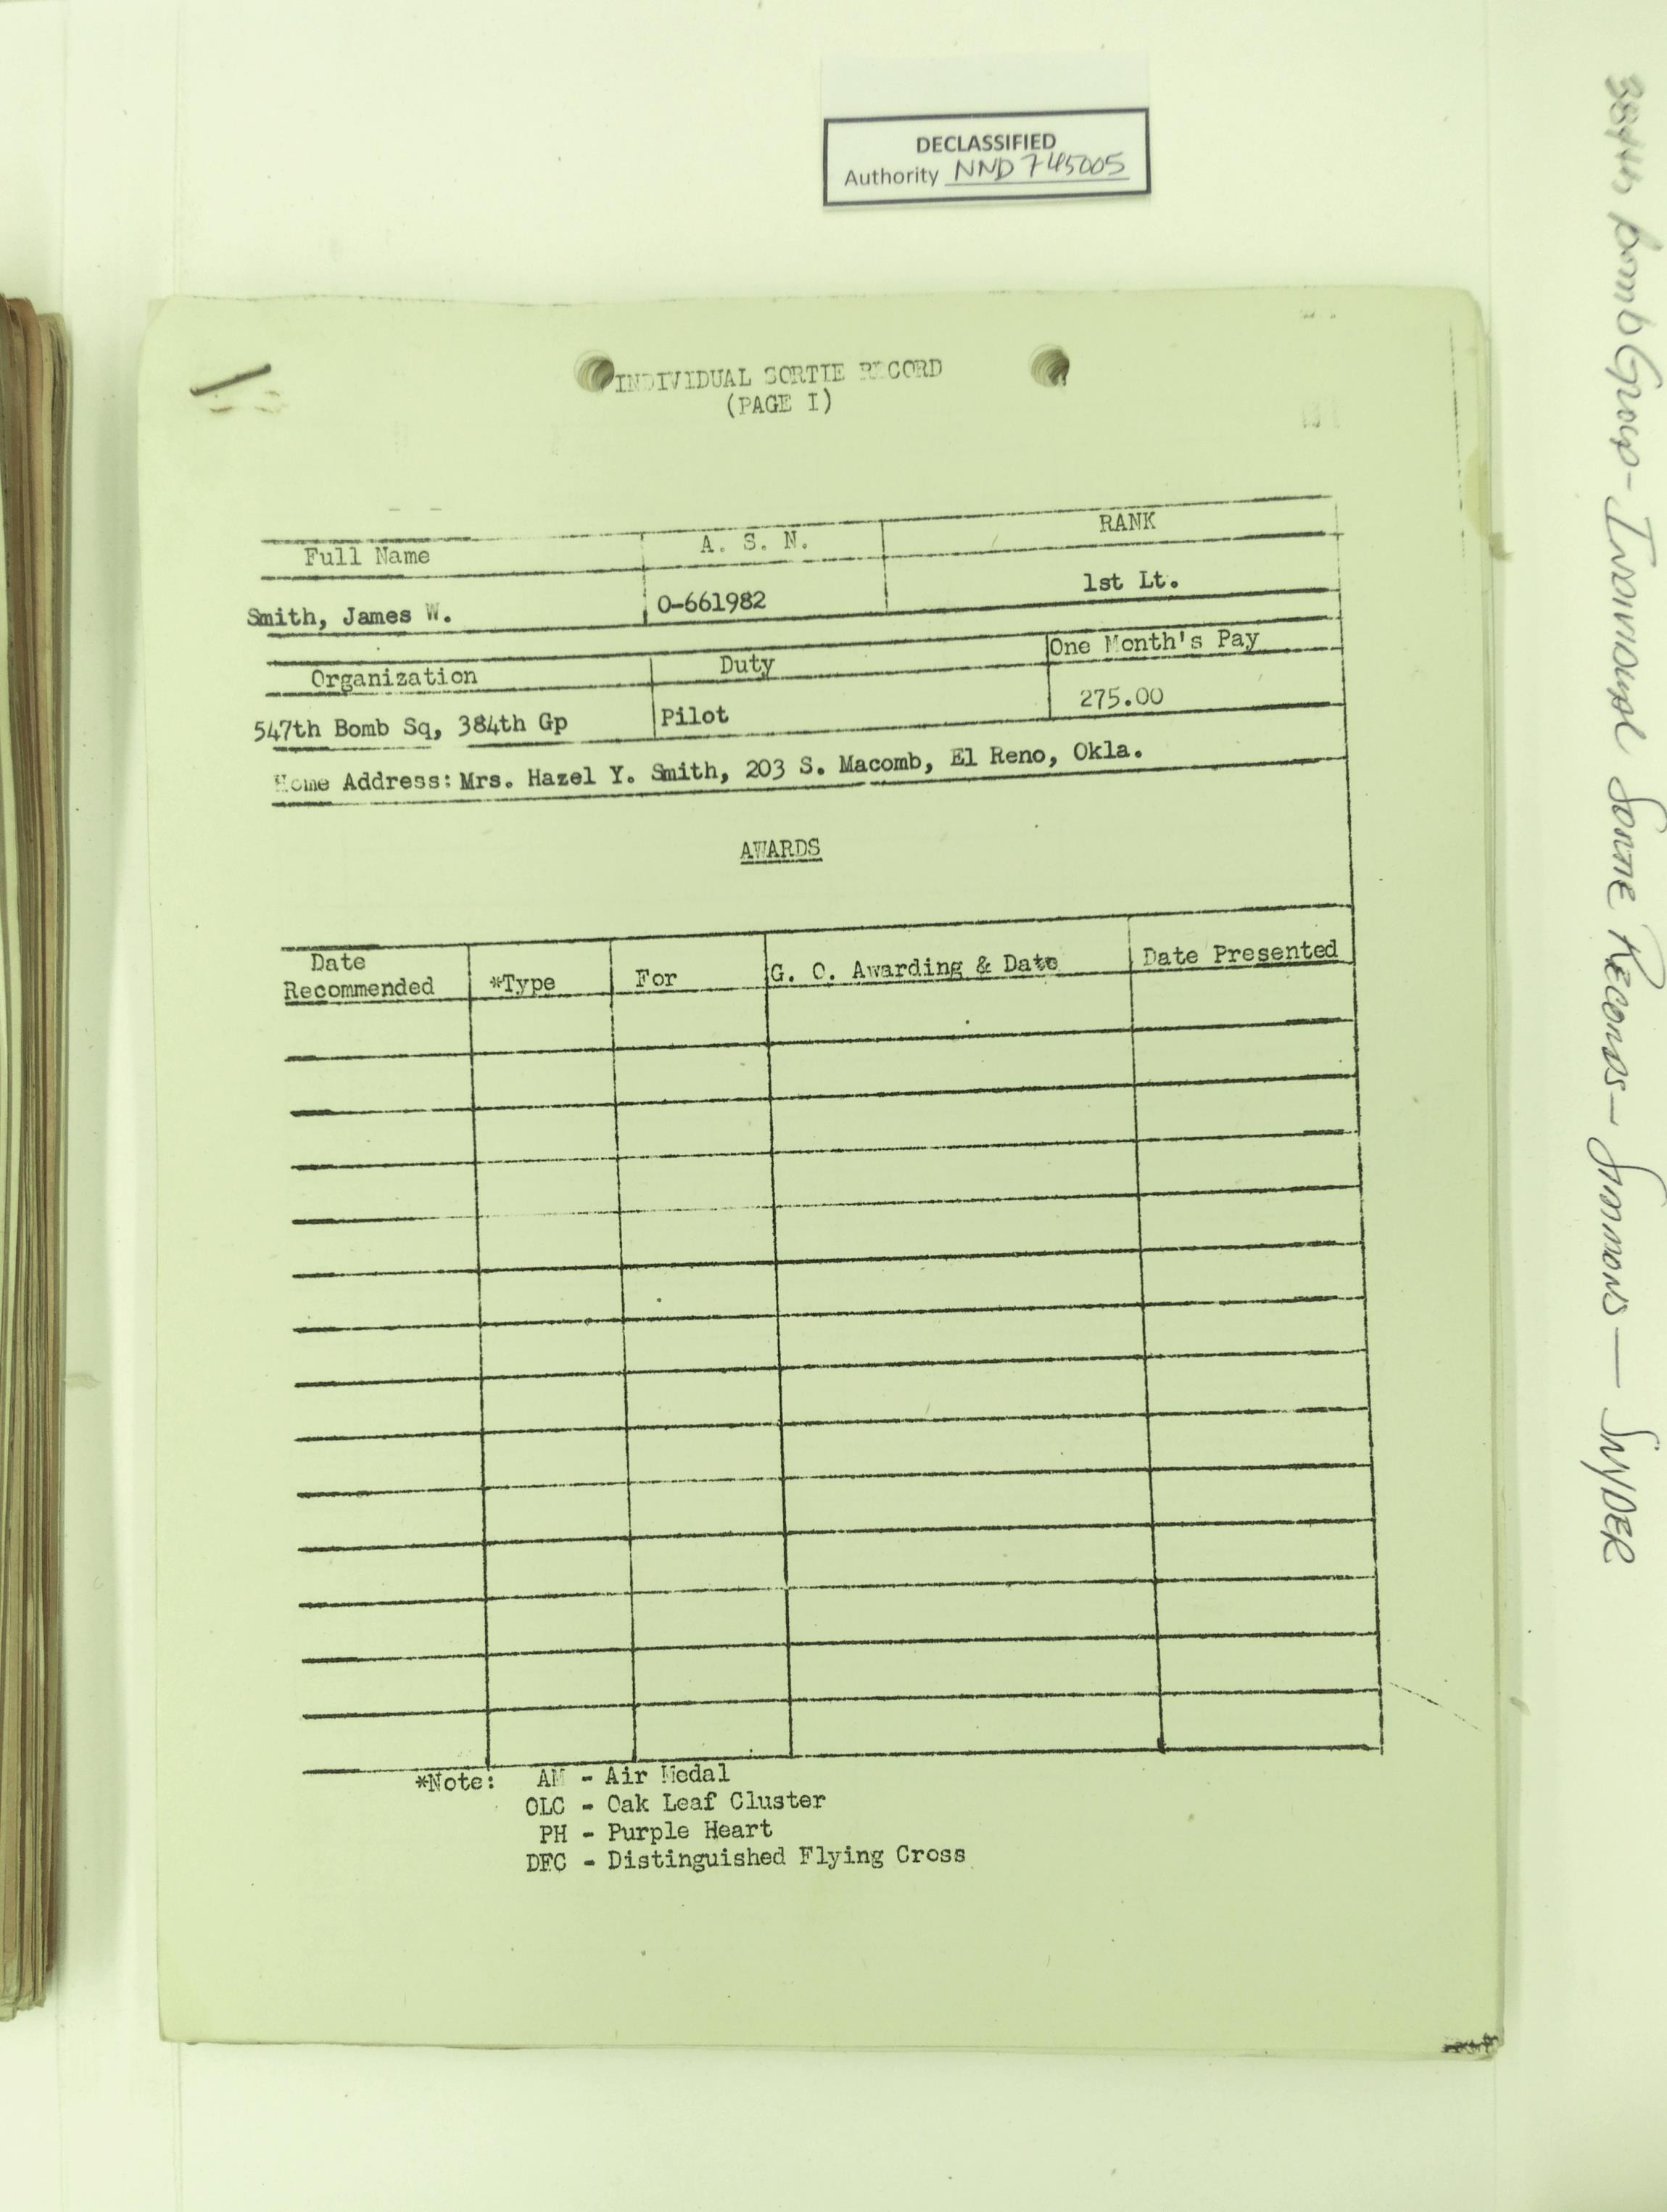 DECLASSIFIED
Authority NND 745005
INDIVIDUAL SORTIE RECORD
(PAGE I)
Full Name A. S. N. RANK
Smith, James W. O-661982 1st Lt.
Organization Duty One Month's Pay
547th Bomb Sq, 384th Gp Pilot 275.00
Home Address: Mrs. Hazel Y. Smith, 203 S. Macomb, El Reno, Okla.
AWARDS
Date Recommended *Type For G. O. Awarding & Date Date Presented
*Note: AM - Air Medal
OLC - Oak Leaf Cluster
PH - Purple Heart
DFC - Distinguished Flying Cross
384th Bomb Group - Individual Sortie Records - Simmons - Snyder